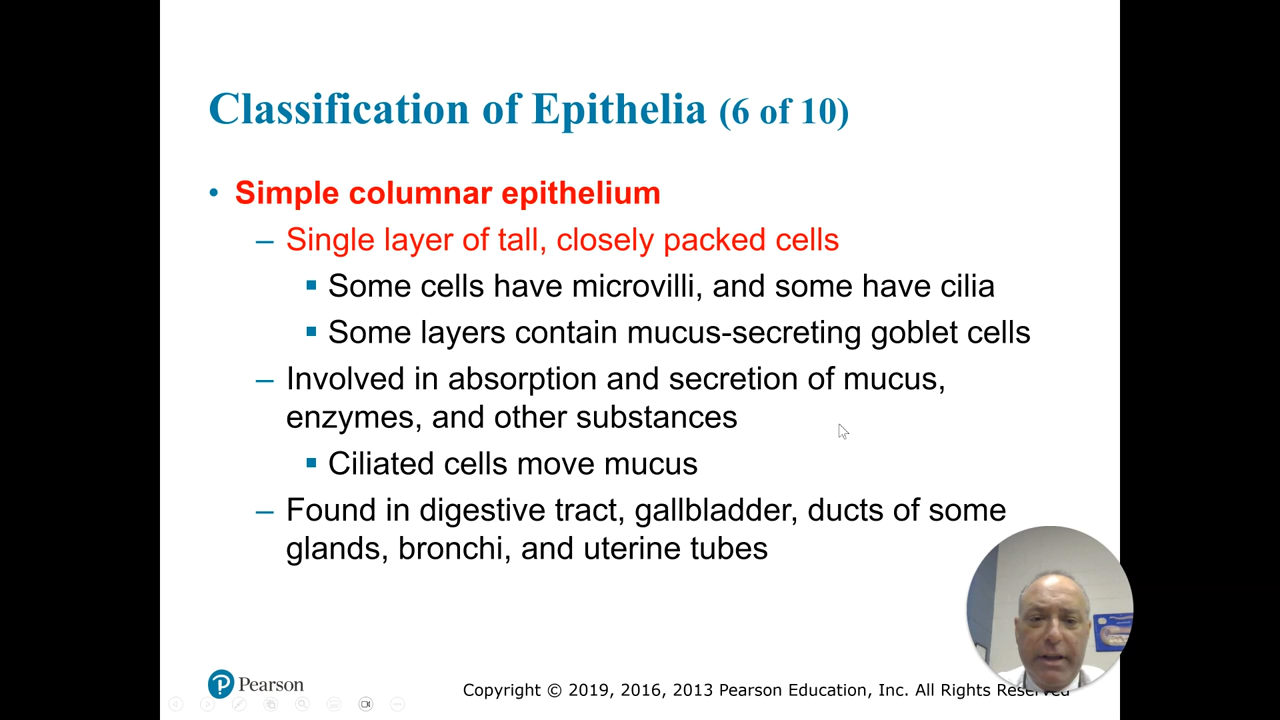 Classification of Epithelia (6 of 10)
• Simple columnar epithelium
– Single layer of tall, closely packed cells
▪ Some cells have microvilli, and some have cilia
▪ Some layers contain mucus-secreting goblet cells
– Involved in absorption and secretion of mucus,
enzymes, and other substances
▪ Ciliated cells move mucus
– Found in digestive tract, gallbladder, ducts of some
glands, bronchi, and uterine tubes
P Pearson
Copyright © 2019, 2016, 2013 Pearson Education, Inc. All Rights Reserved